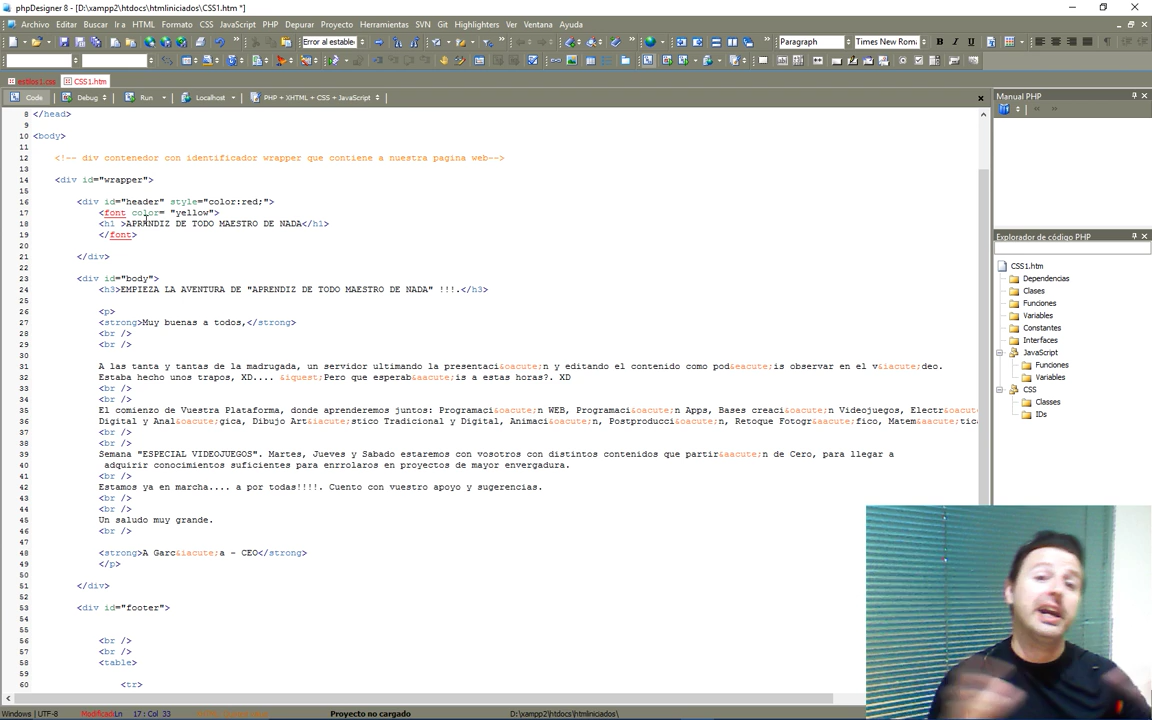 phpDesigner 8 - [D:\xampp2\htdocs\htmliniciados\CSS1.htm *]
Archivo Editar Buscar Ir a HTML Formato CSS JavaScript PHP Depurar Proyecto Herramientas SVN Git Highlighters Ver Xampp Ventana Ayuda
Error al estable Paragraph Times New Rom B I U
estilos1.css CSS1.htm
Code Debug Run Localhost PHP + XHTML + CSS + JavaScript
8 </head>
9
10 <body>
11
12 <!-- div contenedor con identificador wrapper que contiene a nuestra pagina web-->
13
14 <div id="wrapper">
15
16 <div id="header" style="color:red;">
17 <font color= "yellow">
18 <h1 >APRNDIZ DE TODO MAESTRO DE NADA</h1>
19 </font>
20
21 </div>
22
23 <div id="body">
24 <h3>EMPIEZA LA AVENTURA DE "APRENDIZ DE TODO MAESTRO DE NADA" !!!.</h3>
25
26 <p>
27 <strong>Muy buenas a todos,</strong>
28 <br />
29 <br />
30
31 A las tanta y tantas de la madrugada, un servidor ultimando la presentaci&oacute;n y editando el contenido como pod&eacute;is observar en el v&iacute;deo.
32 Estaba hecho unos trapos, XD.... &iquest;Pero que esperab&aacute;is a estas horas?. XD
33 <br />
34 <br />
35 El comienzo de Vuestra Plataforma, donde aprenderemos juntos: Programaci&oacute;n WEB, Programaci&oacute;n Apps, Bases creaci&oacute;n Videojuegos, Electr&oacut
36 Digital y Anal&oacute;gica, Dibujo Art&iacute;stico Tradicional y Digital, Animaci&oacute;n, Postproducci&oacute;n, Retoque Fotogr&aacute;fico, Matem&aacute;tica
37 <br />
38 <br />
39 Semana "ESPECIAL VIDEOJUEGOS". Martes, Jueves y Sabado estaremos con vosotros con distintos contenidos que partir&aacute;n de Cero, para llegar a
40 adquirir conocimientos suficientes para enrrolaros en proyectos de mayor envergadura.
41 <br />
42 Estamos ya en marcha.... a por todas!!!!. Cuento con vuestro apoyo y sugerencias.
43 <br />
44 <br />
45 Un saludo muy grande.
46 <br />
47
48 <strong>A Garc&iacute;a - CEO</strong>
49 </p>
50
51 </div>
52
53 <div id="footer">
54
55
56 <br />
57 <br />
58 <table>
59
60 <tr>
Manual PHP
Explorador de código PHP
CSS1.htm
Dependencias
Clases
Funciones
Variables
Constantes
Interfaces
JavaScript
Funciones
Variables
CSS
Classes
IDs
Windows | UTF-8 Modificado Ln 17 : Col 33 Proyecto no cargado D:\xampp2\htdocs\htmliniciados\